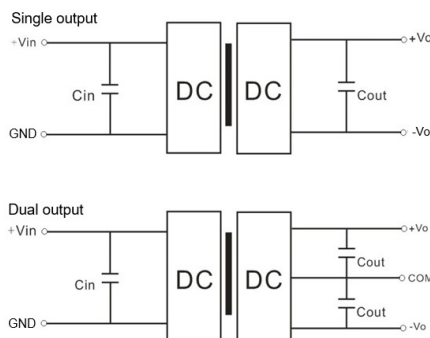 Single output
+Vin
+Vo
Cin
DC
DC
Cout
GND
-Vo
Dual output
+Vin
+Vo
Cout
Cin
DC
DC
COM
Cout
GND
-Vo